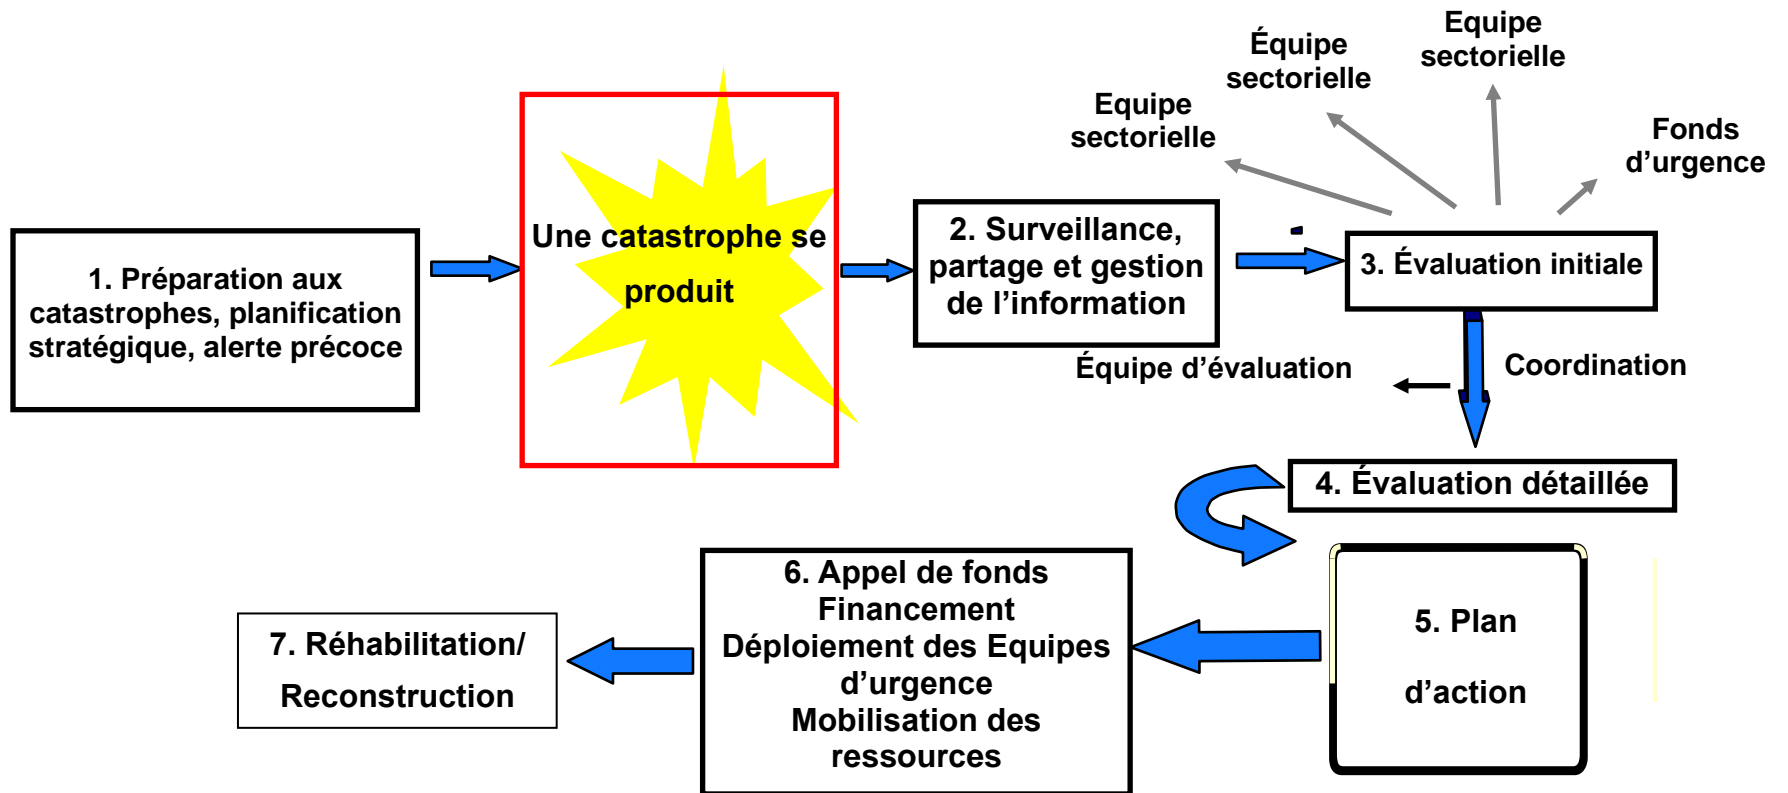 1. Préparation aux
catastrophes, planification
stratégique, alerte précoce
Une catastrophe se
produit
2. Surveillance,
partage et gestion
de l’information
Equipe
sectorielle
Équipe
sectorielle
Equipe
sectorielle
Fonds
d’urgence
3. Évaluation initiale
Équipe d’évaluation
Coordination
4. Évaluation détaillée
5. Plan
d’action
6. Appel de fonds
Financement
Déploiement des Equipes
d’urgence
Mobilisation des
ressources
7. Réhabilitation/
Reconstruction